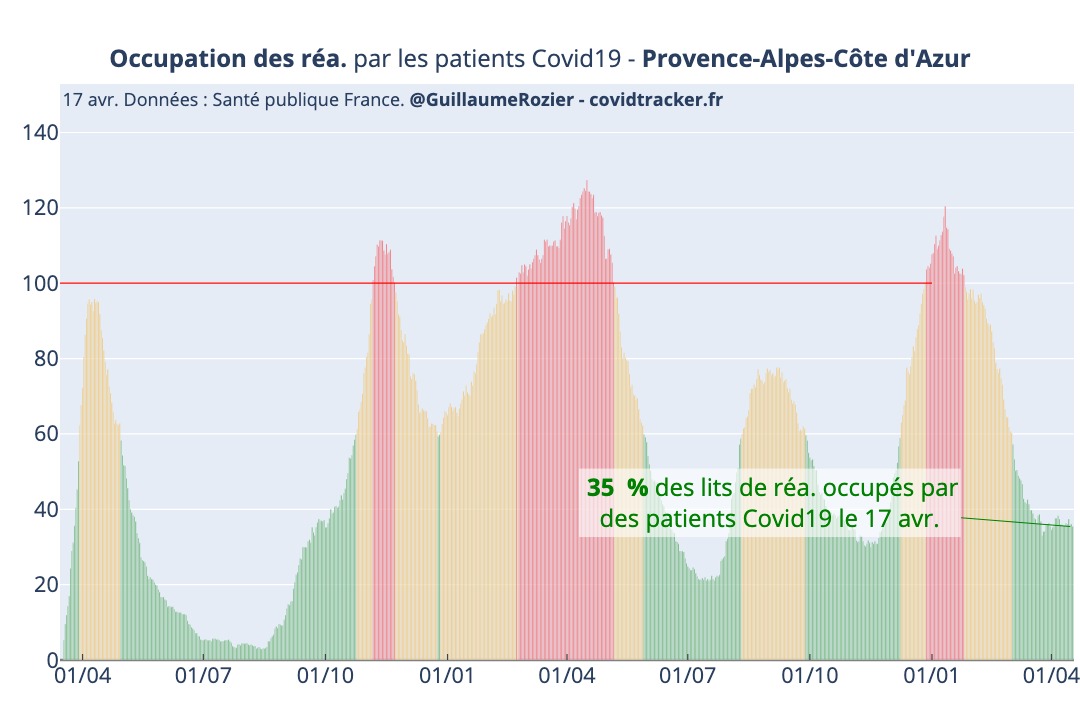 Occupation des réa. par les patients Covid19 - Provence-Alpes-Côte d'Azur
17 avr. Données : Santé publique France. @GuillaumeRozier - covidtracker.fr
140
120
100
80
60
40
20
0
35 % des lits de réa. occupés par
des patients Covid19 le 17 avr.
01/04 01/07 01/10 01/01 01/04 01/07 01/10 01/01 01/04